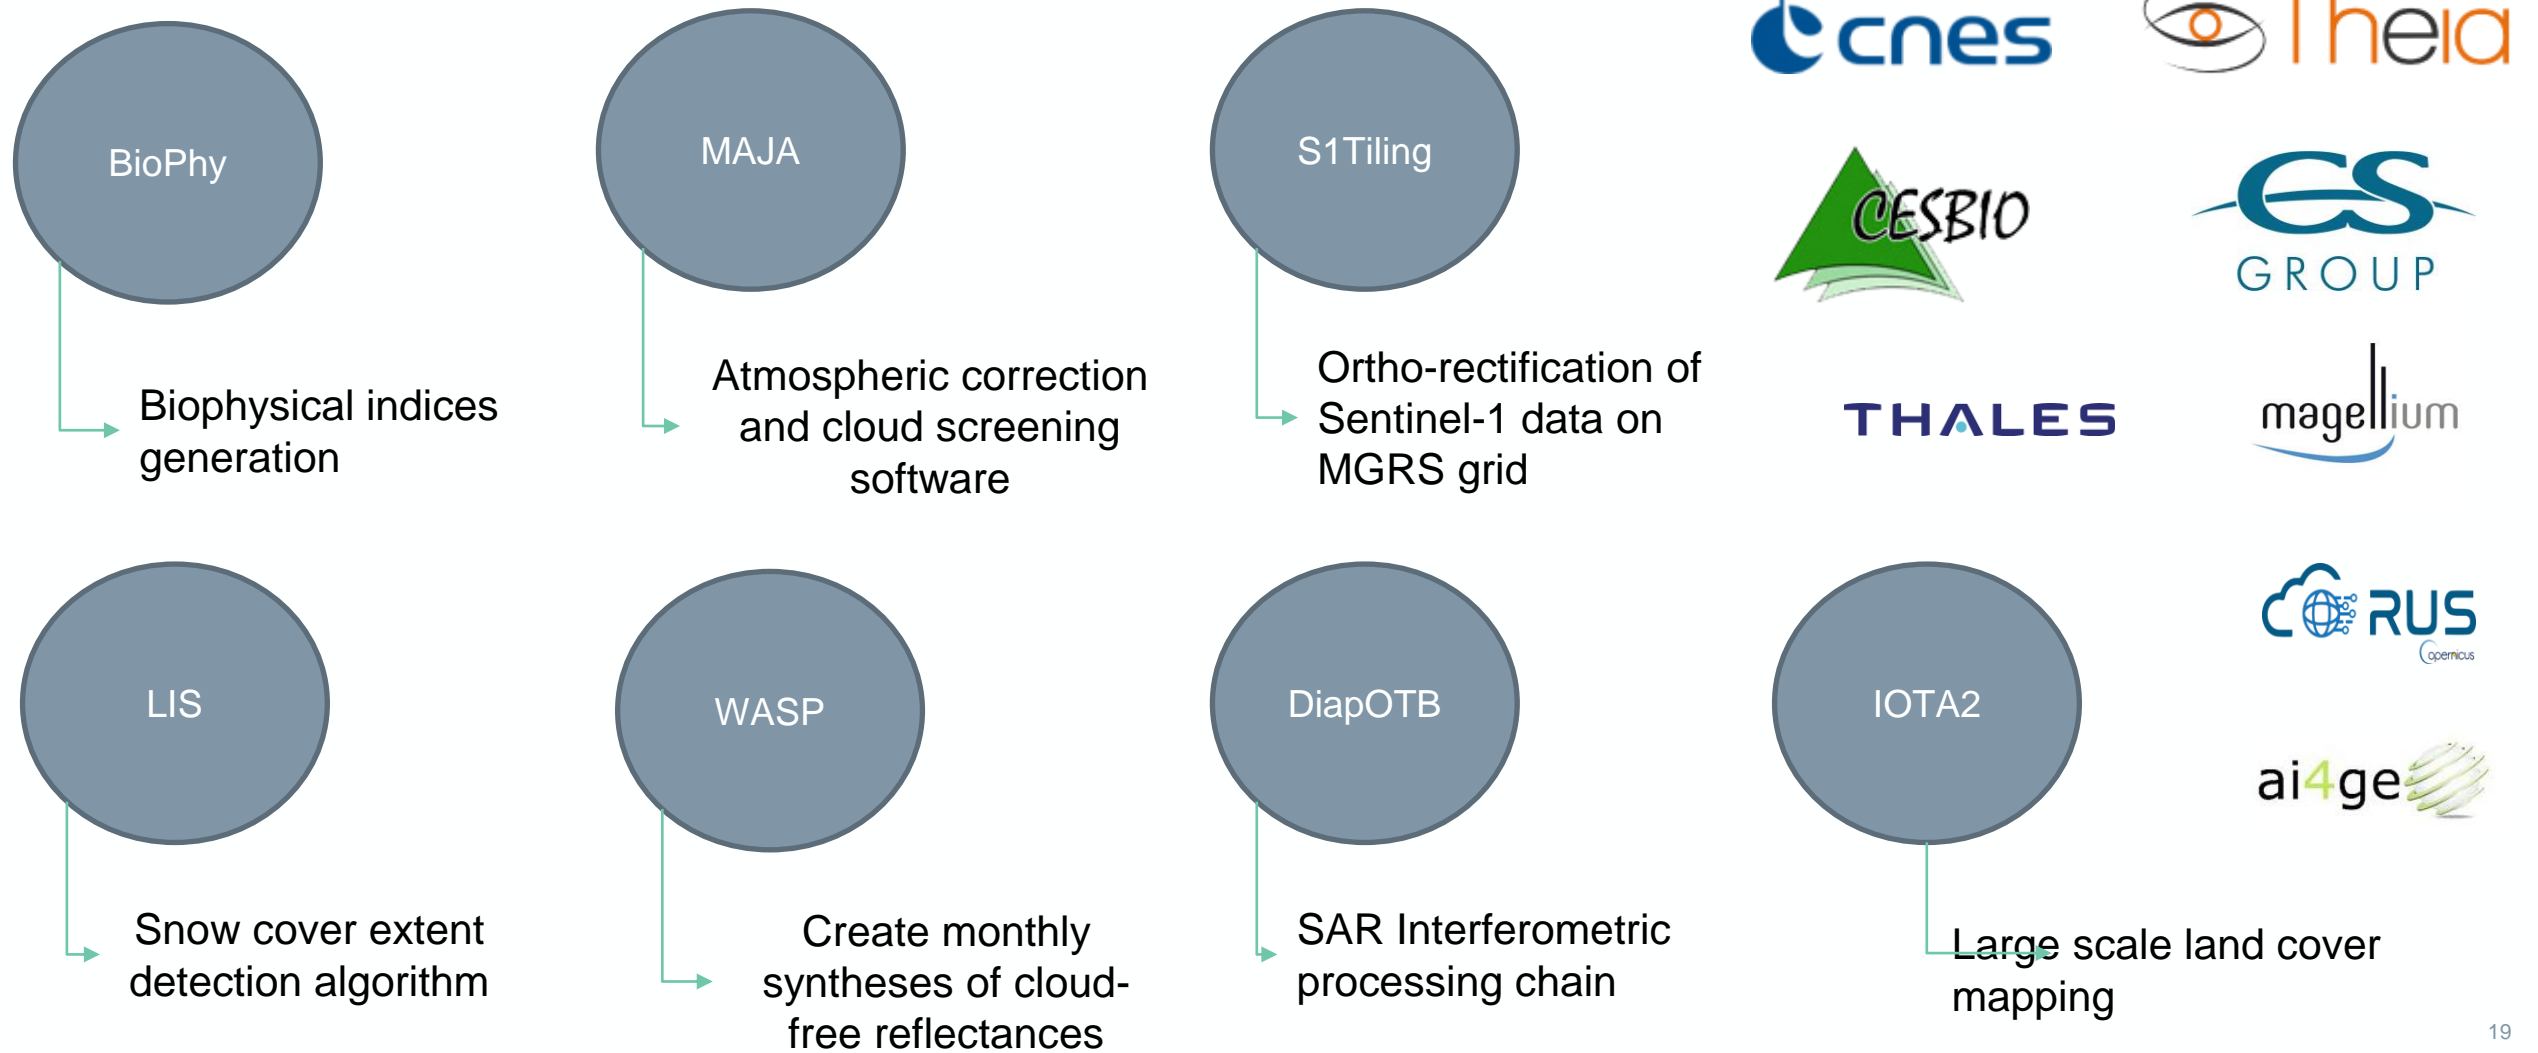 BioPhy
Biophysical indices
generation
MAJA
Atmospheric correction
and cloud screening
software
S1Tiling
Ortho-rectification of
Sentinel-1 data on
MGRS grid
cnes
Theia
CESBIO
CS
GROUP
THALES
magellium
LIS
Snow cover extent
detection algorithm
WASP
Create monthly
syntheses of cloud-
free reflectances
DiapOTB
SAR Interferometric
processing chain
IOTA2
Large scale land cover
mapping
RUS
Copernicus
ai4geo
19